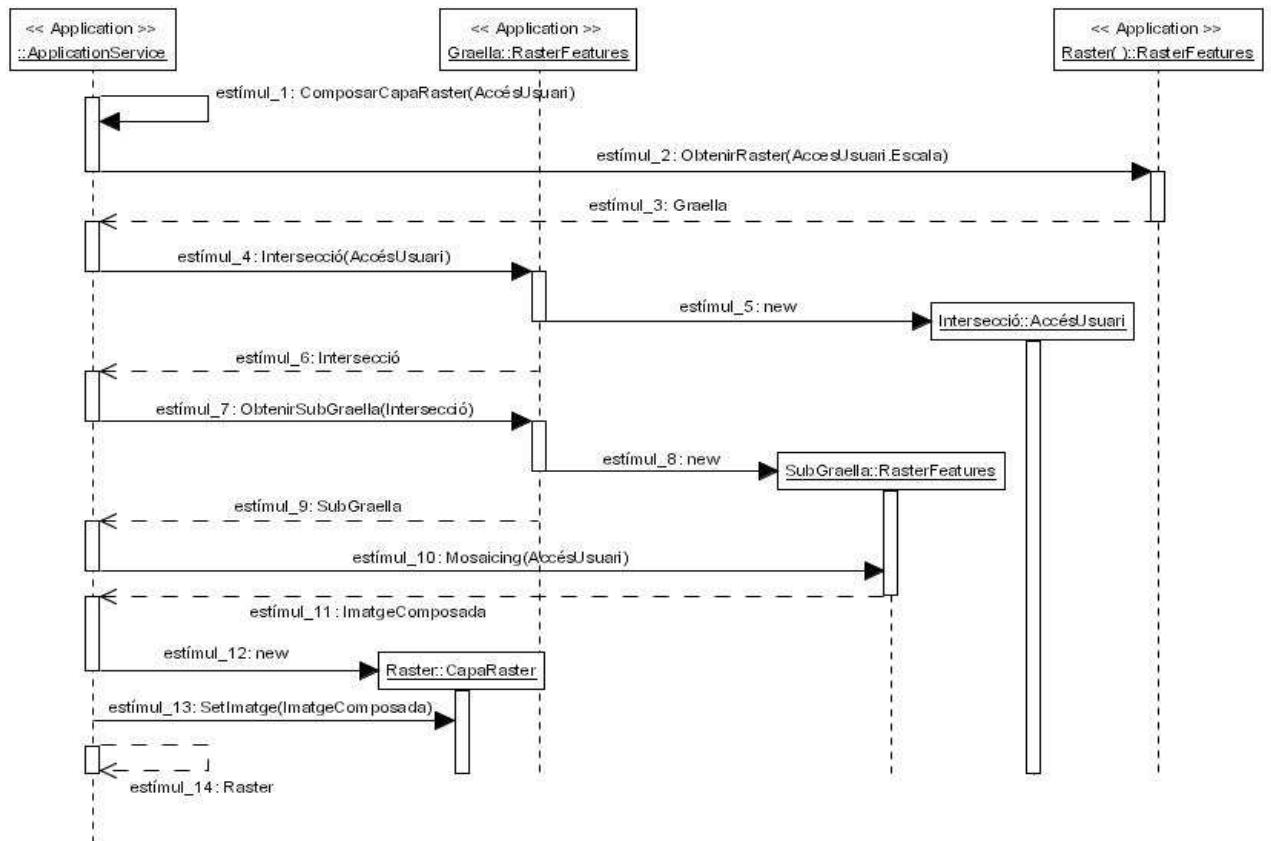 << Application >>
::ApplicationService
<< Application >>
Graella::RasterFeatures
<< Application >>
Raster( )::RasterFeatures
estímul_1: ComposarCapaRaster(AccésUsuari)
estímul_2: ObtenirRaster(AccesUsuari.Escala)
estímul_3: Graella
estímul_4: Intersecció(AccésUsuari)
estímul_5: new
Intersecció::AccésUsuari
estímul_6: Intersecció
estímul_7: ObtenirSubGraella(Intersecció)
estímul_8: new
SubGraella::RasterFeatures
estímul_9: SubGraella
estímul_10: Mosaicing(AccésUsuari)
estímul_11: ImatgeComposada
estímul_12: new
Raster::CapaRaster
estímul_13: SetImatge(ImatgeComposada)
estímul_14: Raster